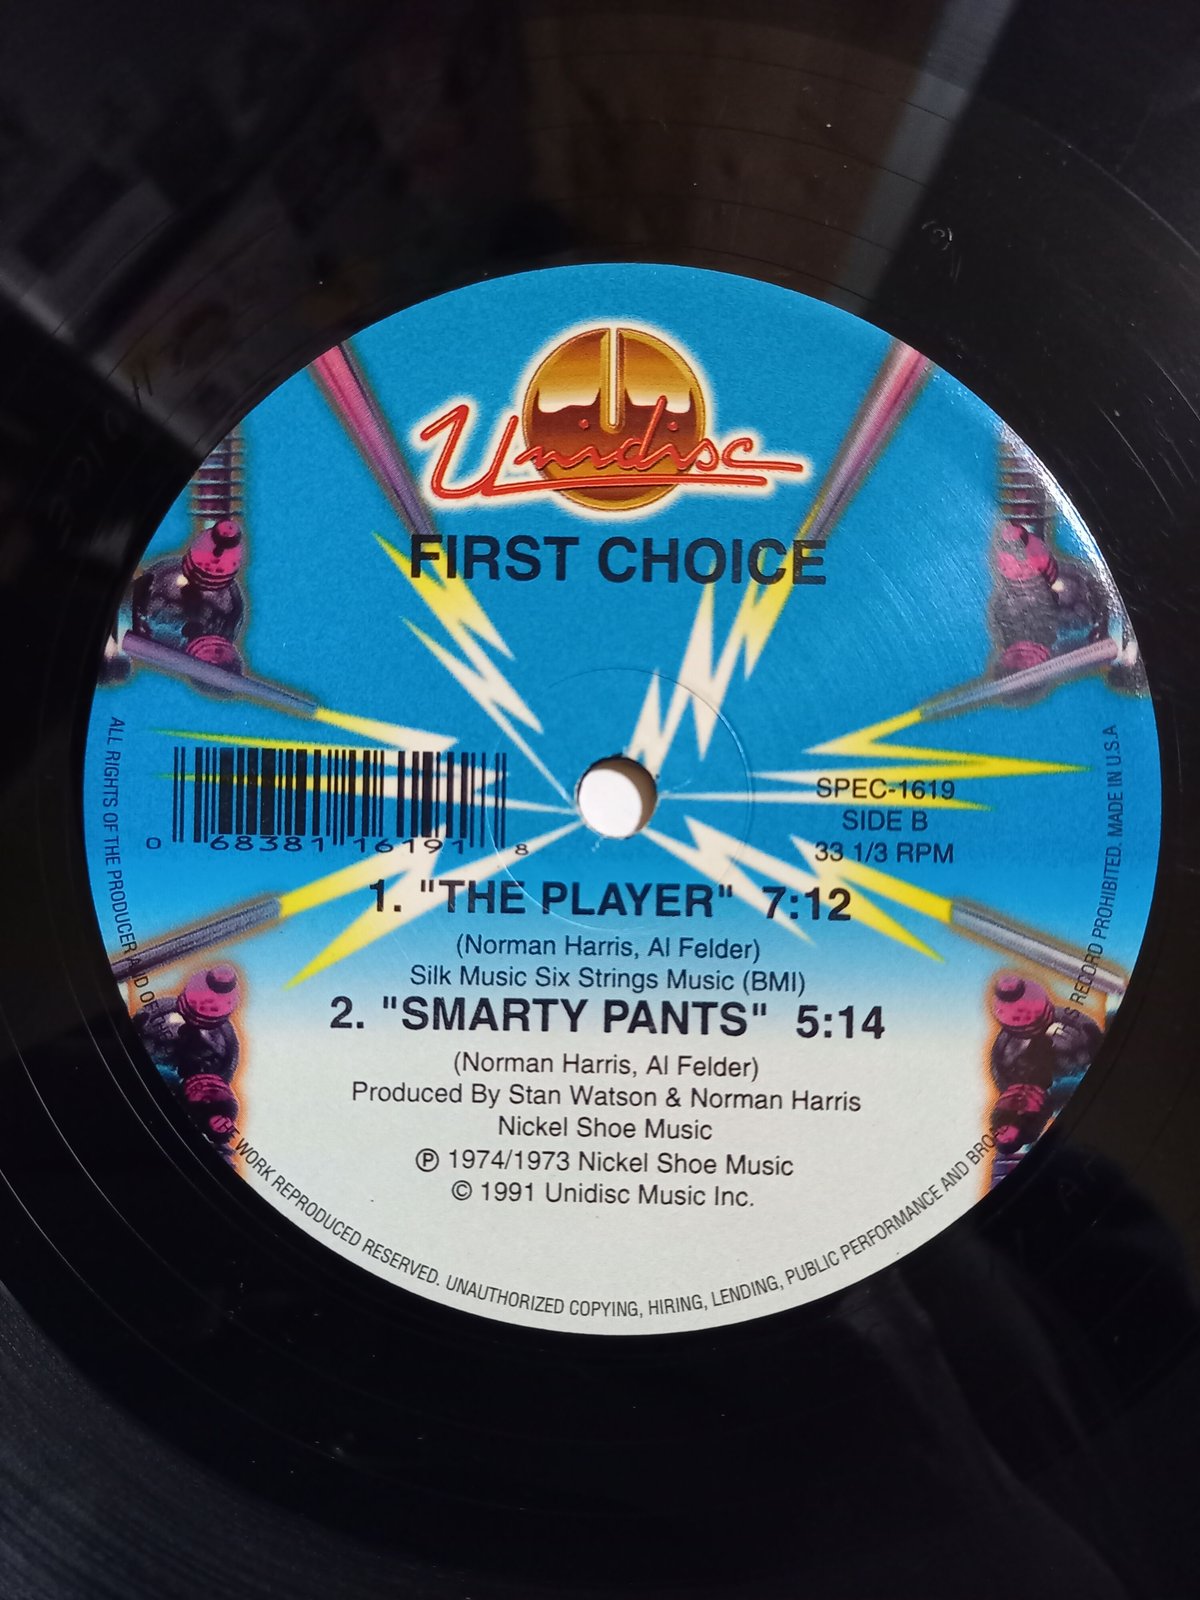 Unidisc
FIRST CHOICE
SPEC-1619
SIDE B
33 1/3 RPM
0 68381 16191 8
1. "THE PLAYER" 7:12
(Norman Harris, Al Felder)
Silk Music Six Strings Music (BMI)
2. "SMARTY PANTS" 5:14
(Norman Harris, Al Felder)
Produced By Stan Watson & Norman Harris
Nickel Shoe Music
℗ 1974/1973 Nickel Shoe Music
© 1991 Unidisc Music Inc.
ALL RIGHTS OF THE PRODUCER AND OF THE WORK REPRODUCED RESERVED. UNAUTHORIZED COPYING, HIRING, LENDING, PUBLIC PERFORMANCE AND RECORD PROHIBITED. MADE IN U.S.A